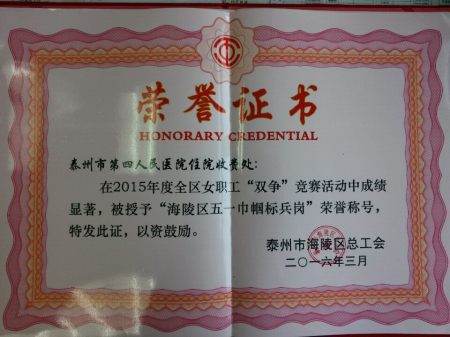 荣誉证书
HONORARY CREDENTIAL
泰州市第四人民医院住院收费处：
在2015年度全区女职工“双争”竞赛活动中成绩
显著，被授予“海陵区五一巾帼标兵岗”荣誉称号，
特发此证，以资鼓励。
泰州市海陵区总工会
二〇一六年三月